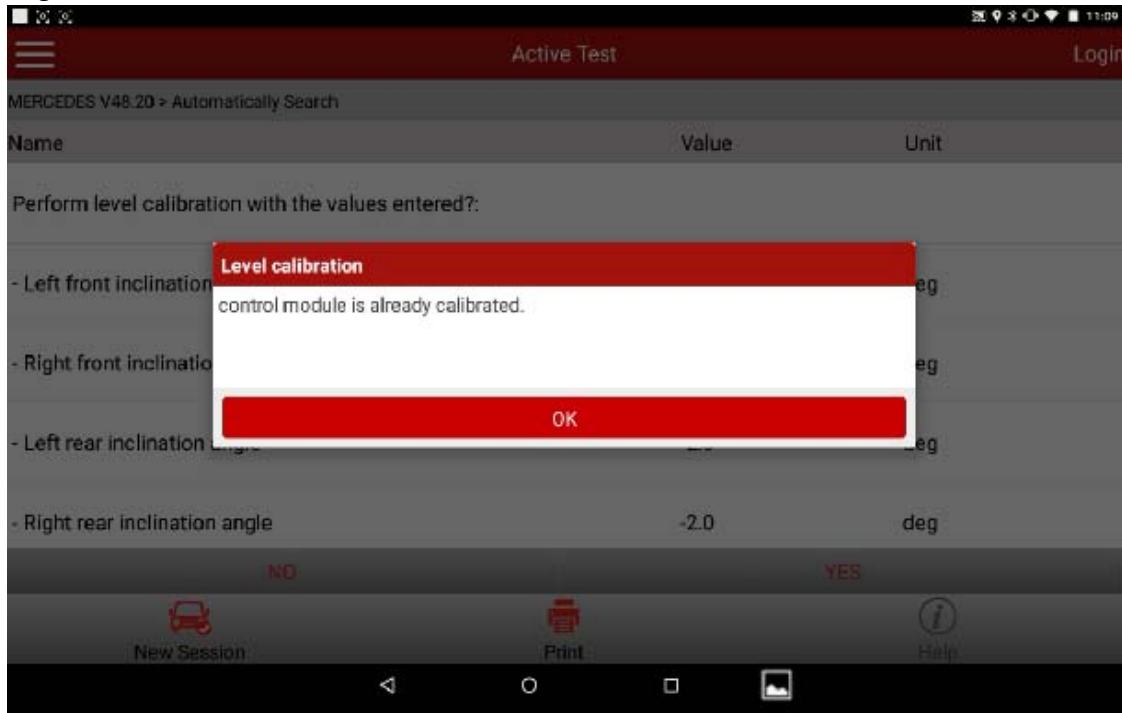 11:09
Active Test
Login
MERCEDES V48.20 > Automatically Search
Name Value Unit
Perform level calibration with the values entered?:
Level calibration
- Left front inclination eg
control module is already calibrated.
- Right front inclinatio eg
OK
- Left rear inclination eg
- Right rear inclination angle -2.0 deg
NO YES
New Session Print Help